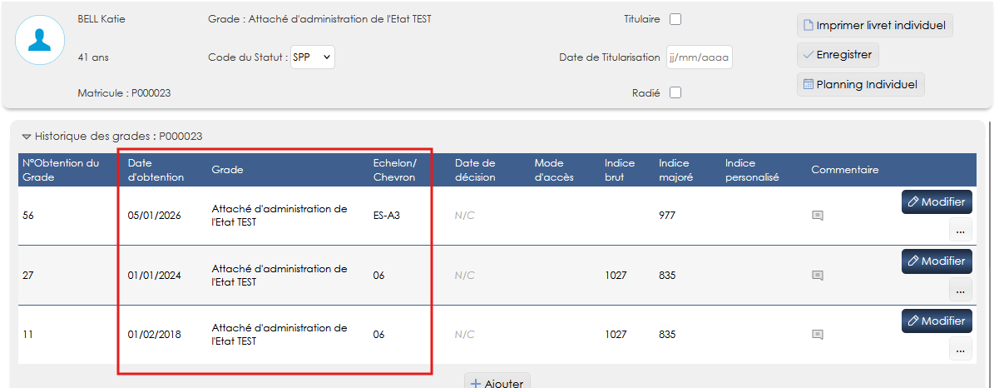 BELL Katie
Grade : Attaché d'administration de l'Etat TEST
Titulaire
Imprimer livret individuel
41 ans
Code du Statut : SPP
Date de Titularisation jj/mm/aaaa
Enregistrer
Matricule : P000023
Radié
Planning Individuel
Historique des grades : P000023
N°Obtention du
Grade
Date
d'obtention
Grade
Echelon/
Chevron
Date de
décision
Mode
d'accès
Indice
brut
Indice
majoré
Indice
personalisé
Commentaire
56
05/01/2026
Attaché d'administration de
l'Etat TEST
ES-A3
N/C
977
Modifier
...
27
01/01/2024
Attaché d'administration de
l'Etat TEST
06
N/C
1027
835
Modifier
...
11
01/02/2018
Attaché d'administration de
l'Etat TEST
06
N/C
1027
835
Modifier
...
+ Ajouter